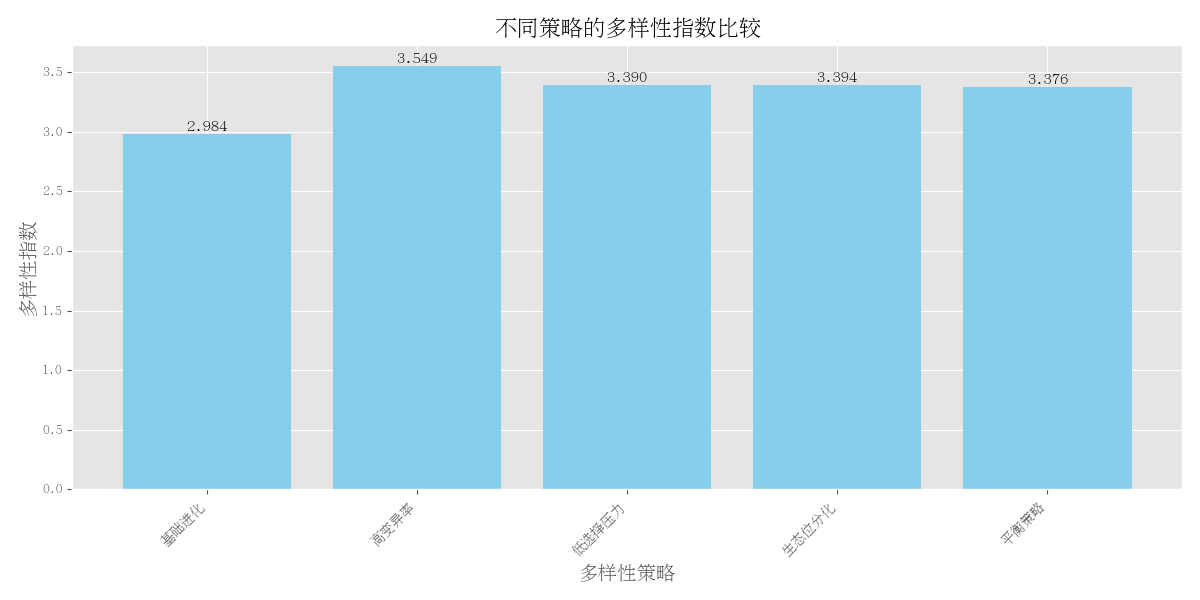 不同策略的多样性指数比较
3.549
3.390
3.394
3.376
2.984
3.5
3.0
2.5
2.0
1.5
1.0
0.5
0.0
多样性指数
基础进化
高变异率
低选择压力
生态位分化
平衡策略
多样性策略